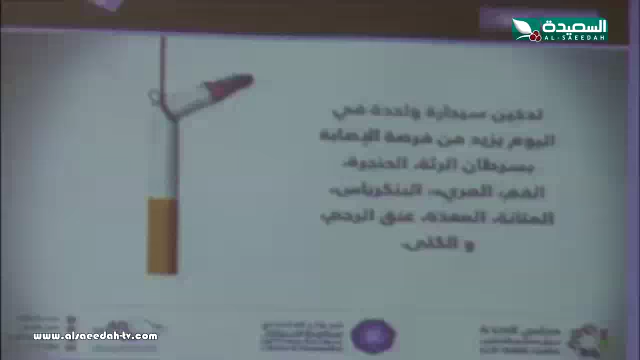 السعيدة
AL-SAEEDAH
تدخين سيجارة واحدة في
اليوم يزيد من فرصة الإصابة
بسرطان الرئة، الحنجرة،
الفم، المريء، البنكرياس،
المثانة، المعدة، عنق الرحم
و الكلى.
www.alsaeedah-tv.com